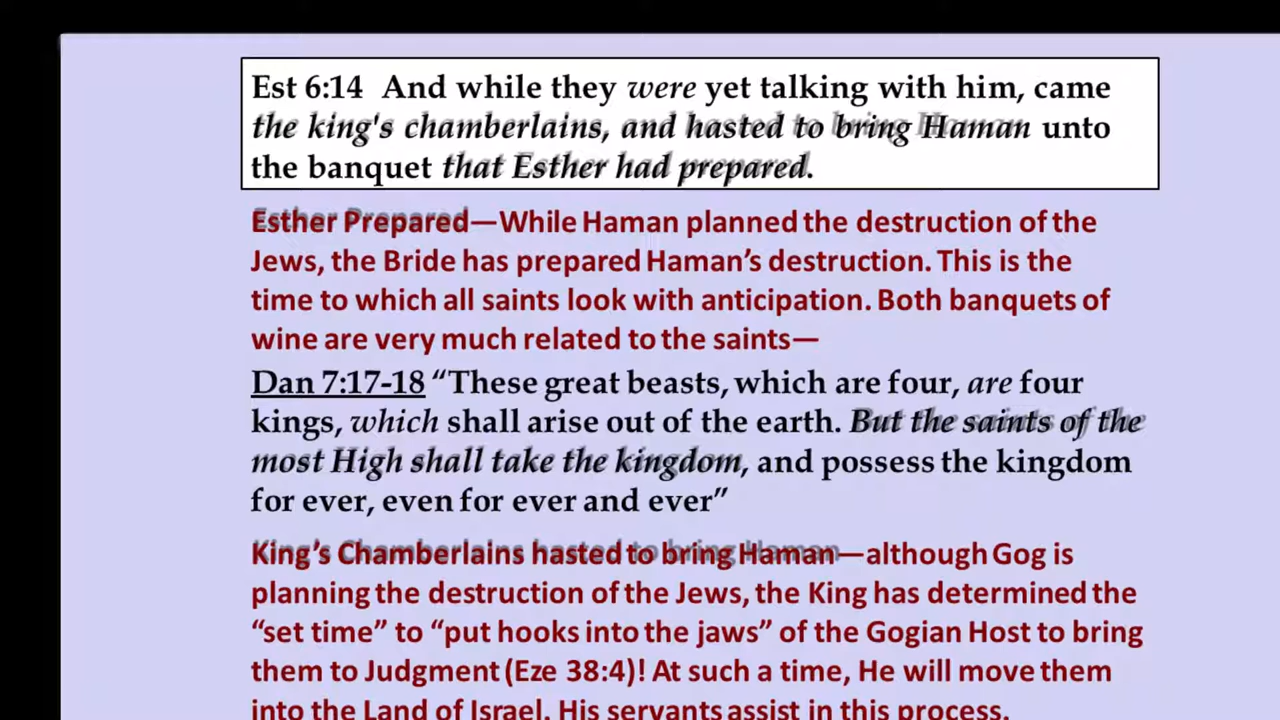 Est 6:14 And while they were yet talking with him, came
the king's chamberlains, and hasted to bring Haman unto
the banquet that Esther had prepared.
Esther Prepared—While Haman planned the destruction of the
Jews, the Bride has prepared Haman’s destruction. This is the
time to which all saints look with anticipation. Both banquets of
wine are very much related to the saints—
Dan 7:17-18 “These great beasts, which are four, are four
kings, which shall arise out of the earth. But the saints of the
most High shall take the kingdom, and possess the kingdom
for ever, even for ever and ever”
King’s Chamberlains hasted to bring Haman—although Gog is
planning the destruction of the Jews, the King has determined the
“set time” to “put hooks into the jaws” of the Gogian Host to bring
them to Judgment (Eze 38:4)! At such a time, He will move them
into the Land of Israel. His servants assist in this process.